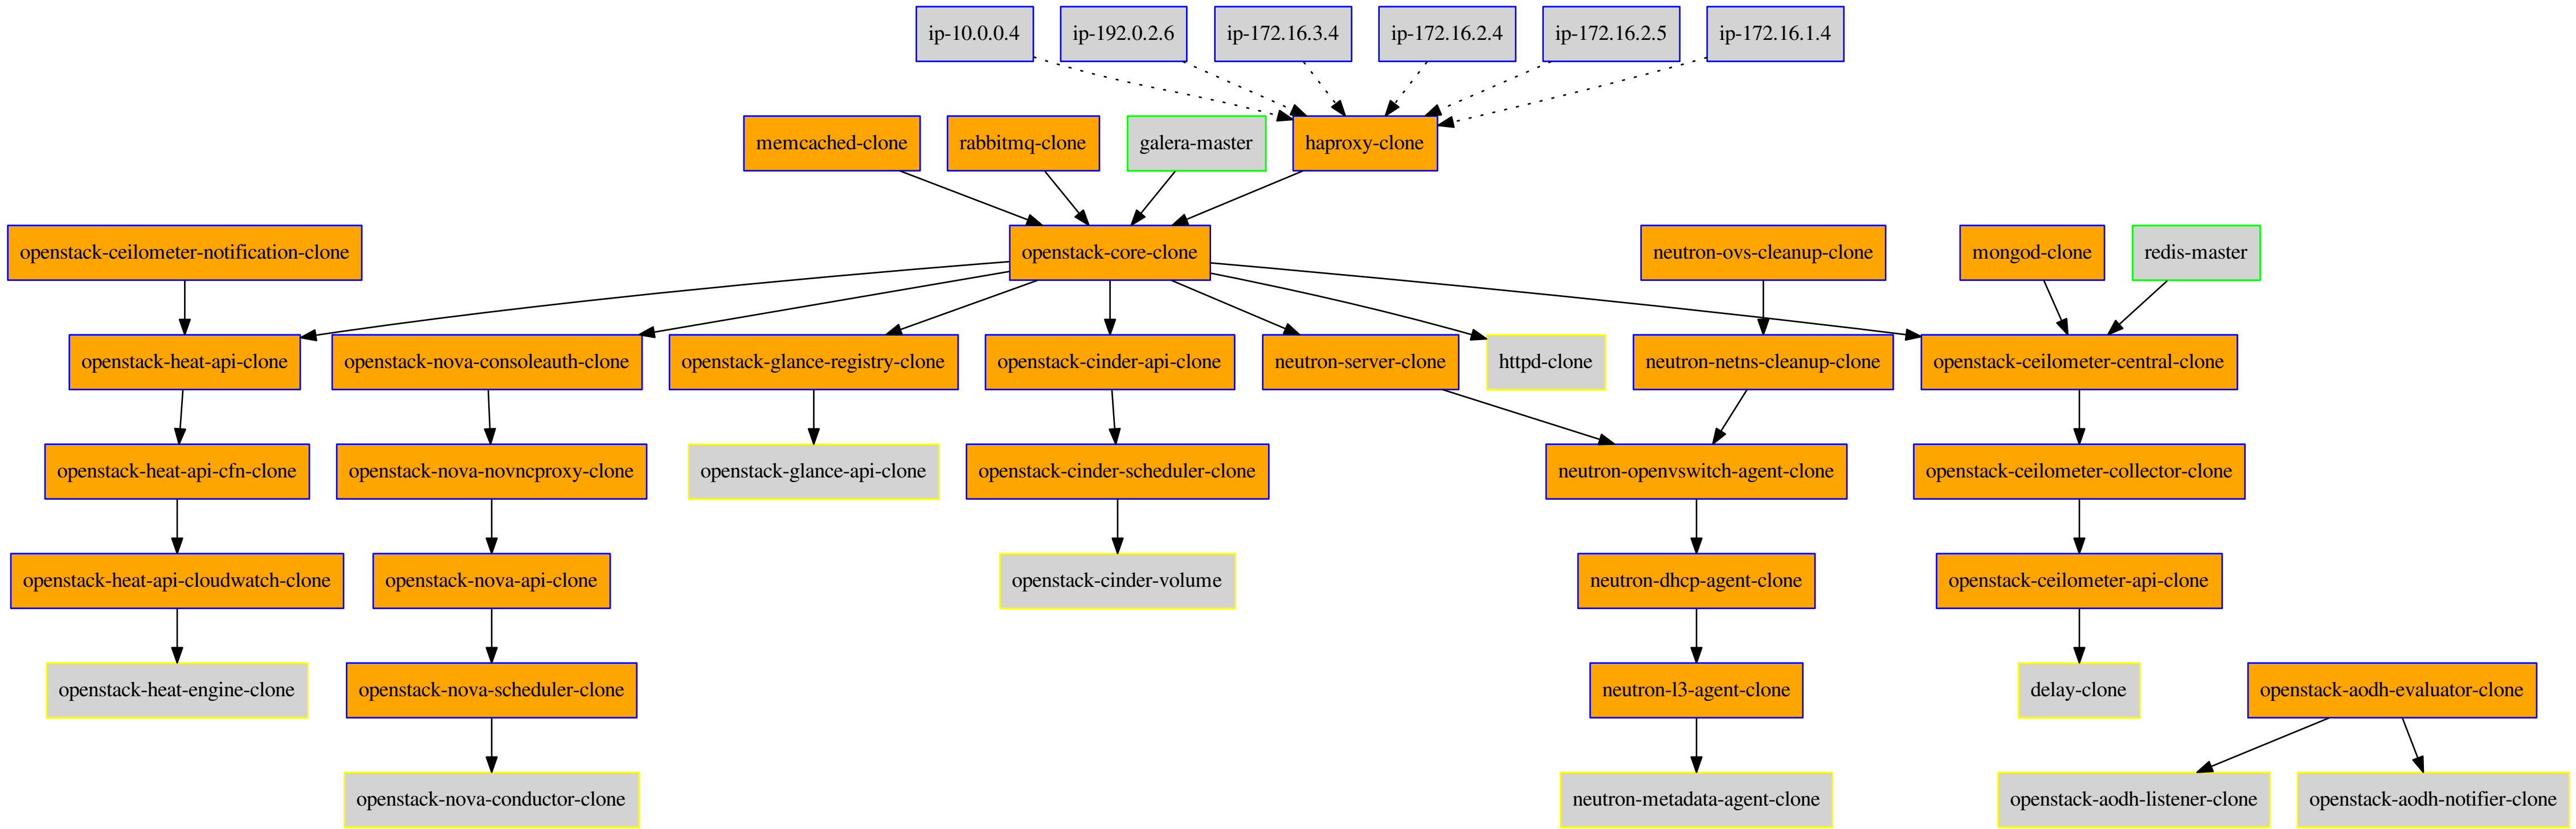 ip-10.0.0.4
ip-192.0.2.6
ip-172.16.3.4
ip-172.16.2.4
ip-172.16.2.5
ip-172.16.1.4
memcached-clone
rabbitmq-clone
galera-master
haproxy-clone
openstack-ceilometer-notification-clone
openstack-core-clone
neutron-ovs-cleanup-clone
mongod-clone
redis-master
openstack-heat-api-clone
openstack-nova-consoleauth-clone
openstack-glance-registry-clone
openstack-cinder-api-clone
neutron-server-clone
httpd-clone
neutron-netns-cleanup-clone
openstack-ceilometer-central-clone
openstack-heat-api-cfn-clone
openstack-nova-novncproxy-clone
openstack-glance-api-clone
openstack-cinder-scheduler-clone
neutron-openvswitch-agent-clone
openstack-ceilometer-collector-clone
openstack-heat-api-cloudwatch-clone
openstack-nova-api-clone
openstack-cinder-volume
neutron-dhcp-agent-clone
openstack-ceilometer-api-clone
openstack-heat-engine-clone
openstack-nova-scheduler-clone
neutron-l3-agent-clone
delay-clone
openstack-aodh-evaluator-clone
openstack-nova-conductor-clone
neutron-metadata-agent-clone
openstack-aodh-listener-clone
openstack-aodh-notifier-clone